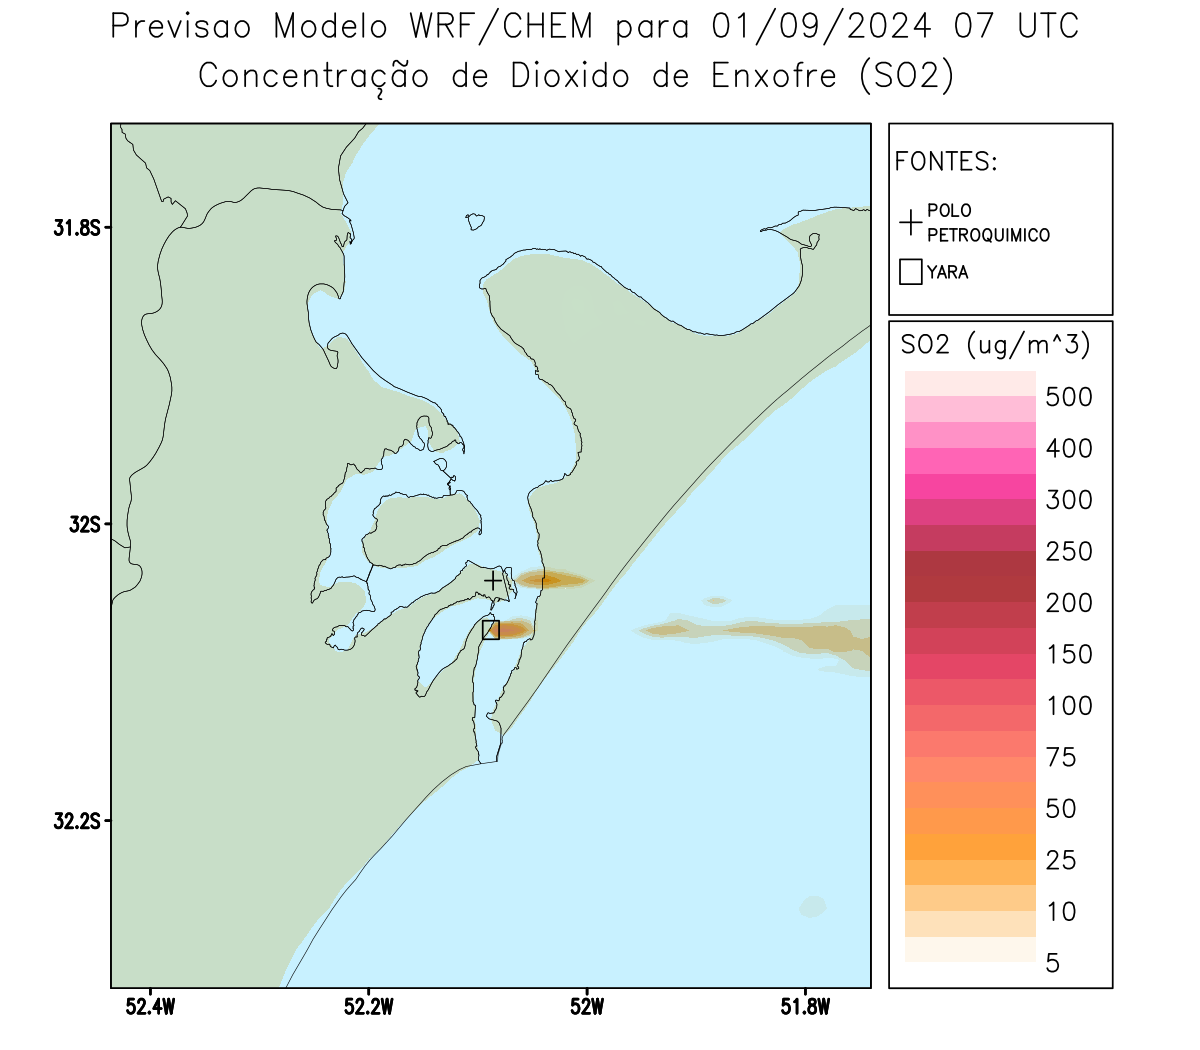 Previsao Modelo WRF/CHEM para 01/09/2024 07 UTC
Concentração de Dioxido de Enxofre (SO2)
FONTES:
POLO
PETROQUIMICO
YARA
SO2 (ug/m^3)
500
400
300
250
200
150
100
75
50
25
10
5
31.8S
32S
32.2S
52.4W
52.2W
52W
51.8W